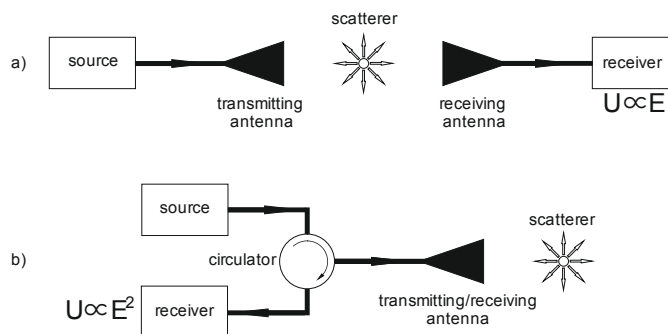 a)
source
transmitting
antenna
scatterer
receiving
antenna
receiver
U∝E
b)
source
circulator
U∝E²
receiver
transmitting/receiving
antenna
scatterer